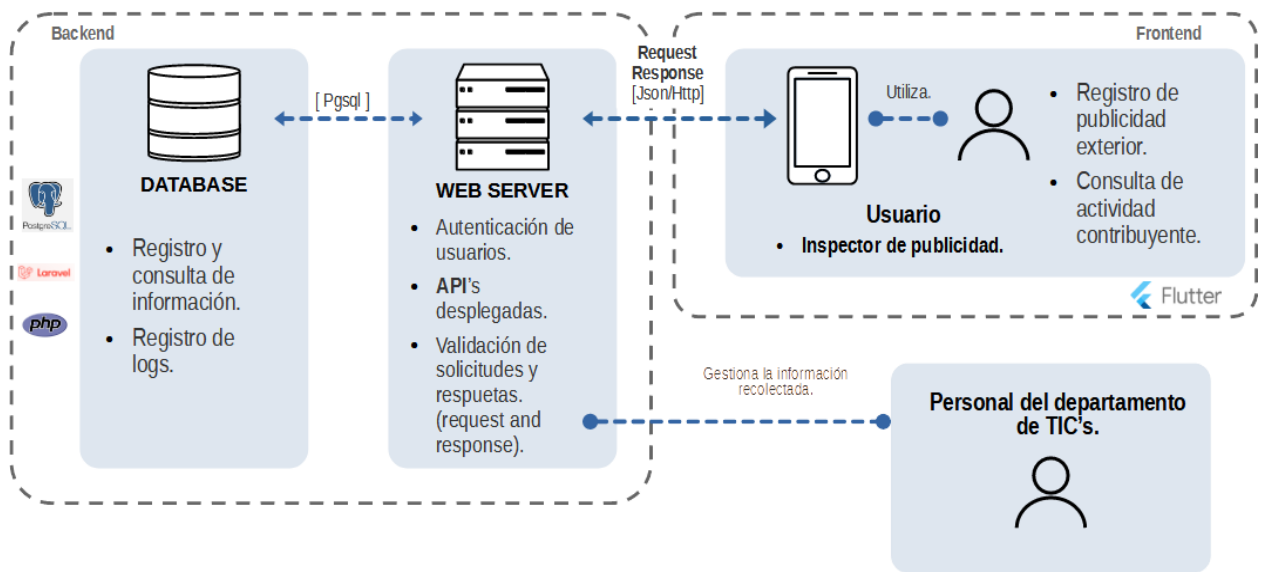 Backend
DATABASE
• Registro y
consulta de
información.
• Registro de
logs.
PostgreSQL
Laravel
php
[ Pgsql ]
WEB SERVER
• Autenticación de
usuarios.
• API's
desplegadas.
• Validación de
solicitudes y
respuetas.
(request and
response).
Request
Response
[Json/Http]
Frontend
Utiliza.
Usuario
• Inspector de publicidad.
• Registro de
publicidad
exterior.
• Consulta de
actividad
contribuyente.
Flutter
Gestiona la información
recolectada.
Personal del departamento
de TIC's.